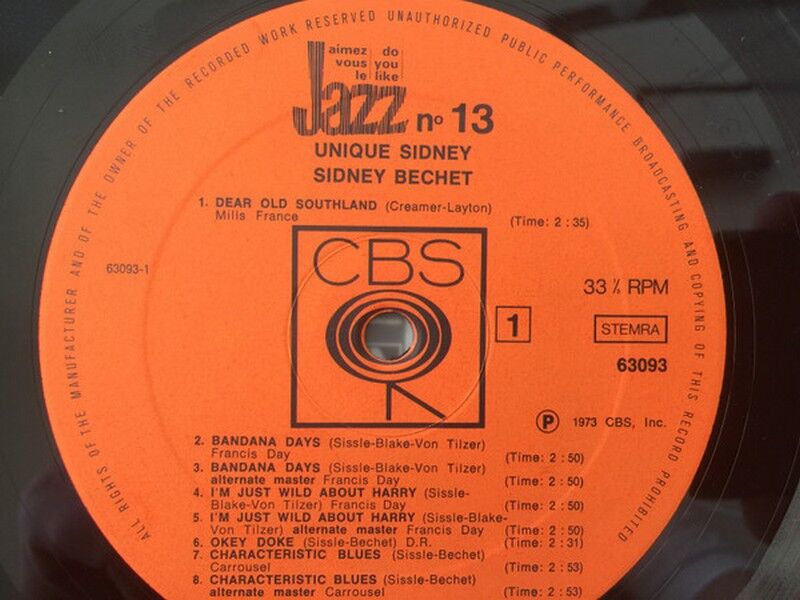 ALL RIGHTS OF THE MANUFACTURER AND OF THE OWNER OF THE RECORDED WORK RESERVED UNAUTHORIZED PUBLIC PERFORMANCE BROADCASTING AND COPYING OF THIS RECORD PROHIBITED
aimez do
vous you
le like
Jazz no 13
UNIQUE SIDNEY
SIDNEY BECHET
1. DEAR OLD SOUTHLAND (Creamer-Layton)
Mills France (Time: 2 : 35)
CBS
63093-1
33 ⅓ RPM
1
STEMRA
63093
Ⓟ 1973 CBS, Inc.
2. BANDANA DAYS (Sissle-Blake-Von Tilzer)
Francis Day (Time: 2 : 50)
3. BANDANA DAYS (Sissle-Blake-Von Tilzer)
alternate master Francis Day (Time: 2 : 50)
4. I'M JUST WILD ABOUT HARRY (Sissle-
Blake-Von Tilzer) Francis Day (Time: 2 : 50)
5. I'M JUST WILD ABOUT HARRY (Sissle-Blake-
Von Tilzer) alternate master Francis Day (Time: 2 : 50)
6. OKEY DOKE (Sissle-Bechet) D.R. (Time: 2 : 31)
7. CHARACTERISTIC BLUES (Sissle-Bechet)
Carrousel (Time: 2 : 53)
8. CHARACTERISTIC BLUES (Sissle-Bechet)
alternate master Carrousel (Time: 2 : 53)